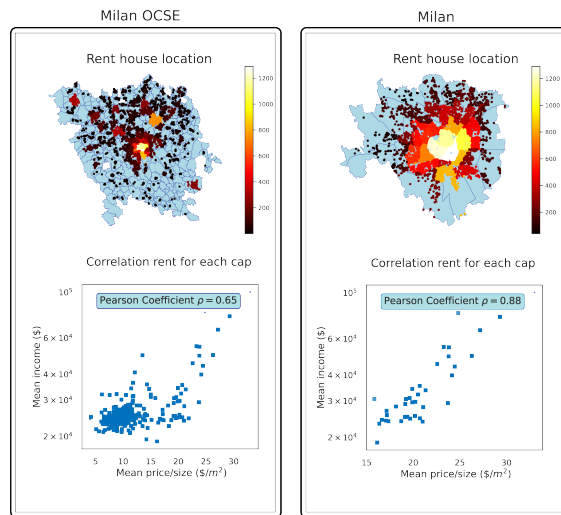 Milan OCSE
Rent house location
1200
1000
800
600
400
200
Correlation rent for each cap
Pearson Coefficient ρ = 0.65
10⁵
6 × 10⁴
4 × 10⁴
3 × 10⁴
2 × 10⁴
Mean income ($)
5 10 15 20 25 30
Mean price/size ($/m²)
Milan
Rent house location
1200
1000
800
600
400
200
Correlation rent for each cap
Pearson Coefficient ρ = 0.88
10⁵
6 × 10⁴
4 × 10⁴
3 × 10⁴
2 × 10⁴
Mean income ($)
15 20 25 30
Mean price/size ($/m²)